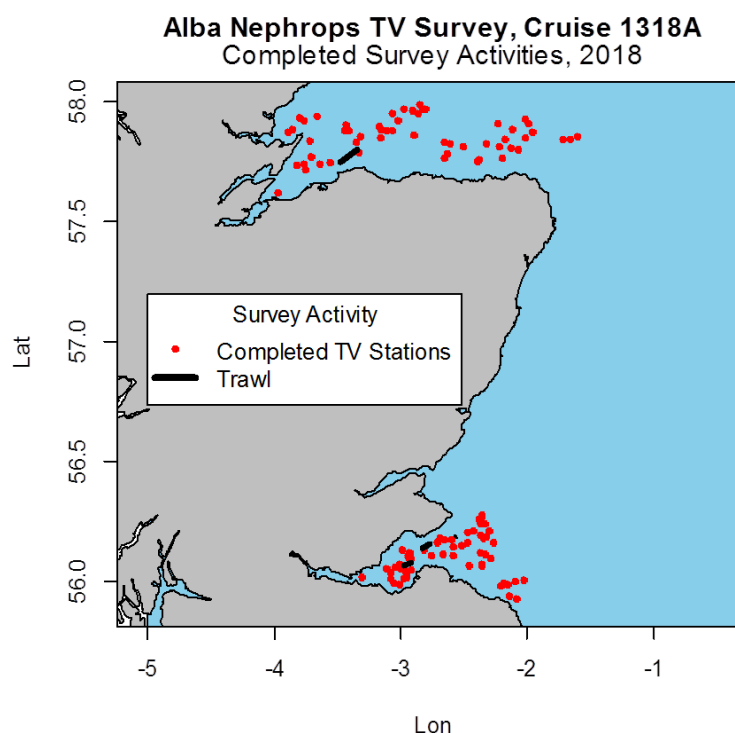 Alba Nephrops TV Survey, Cruise 1318A
Completed Survey Activities, 2018
58.0
57.5
57.0
56.5
56.0
Lat
Survey Activity
Completed TV Stations
Trawl
-5 -4 -3 -2 -1
Lon